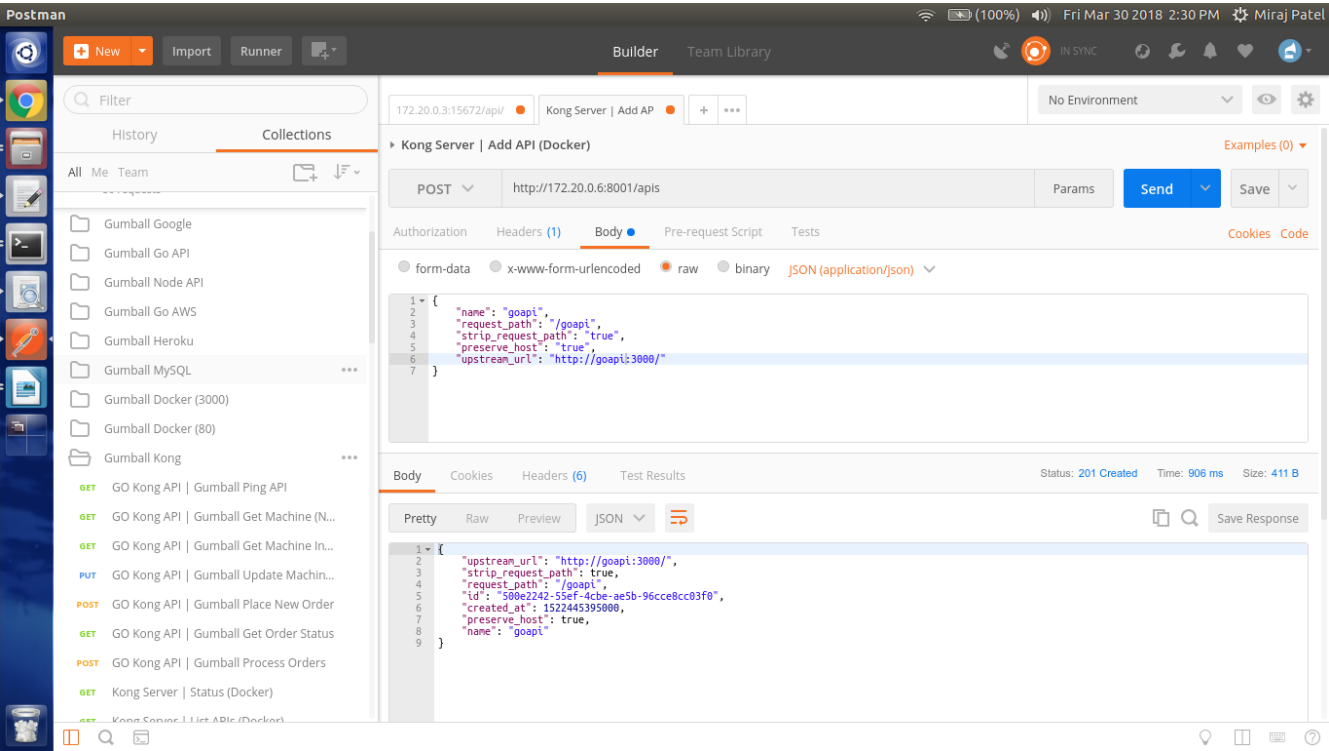 Postman
(100%) Fri Mar 30 2018 2:30 PM Miraj Patel
New Import Runner Builder Team Library IN SYNC
Filter
History Collections
All Me Team
Gumball Google
Gumball Go API
Gumball Node API
Gumball Go AWS
Gumball Heroku
Gumball MySQL
Gumball Docker (3000)
Gumball Docker (80)
Gumball Kong
GET GO Kong API | Gumball Ping API
GET GO Kong API | Gumball Get Machine (N...
GET GO Kong API | Gumball Get Machine In...
PUT GO Kong API | Gumball Update Machin...
POST GO Kong API | Gumball Place New Order
GET GO Kong API | Gumball Get Order Status
POST GO Kong API | Gumball Process Orders
GET Kong Server | Status (Docker)
GET Kong Server | List APIs (Docker)
172.20.0.3:15672/api/ Kong Server | Add AP + •••
No Environment
Kong Server | Add API (Docker) Examples (0)
POST http://172.20.0.6:8001/apis Params Send Save
Authorization Headers (1) Body Pre-request Script Tests Cookies Code
form-data x-www-form-urlencoded raw binary JSON (application/json)
1 {
2 "name": "goapi",
3 "request_path": "/goapi",
4 "strip_request_path": "true",
5 "preserve_host": "true",
6 "upstream_url": "http://goapi:3000/"
7 }
Body Cookies Headers (6) Test Results Status: 201 Created Time: 906 ms Size: 411 B
Pretty Raw Preview JSON Save Response
1 {
2 "upstream_url": "http://goapi:3000/",
3 "strip_request_path": true,
4 "request_path": "/goapi",
5 "id": "500e2242-55ef-4cbe-ae5b-96cce8cc03f0",
6 "created_at": 1522445395000,
7 "preserve_host": true,
8 "name": "goapi"
9 }